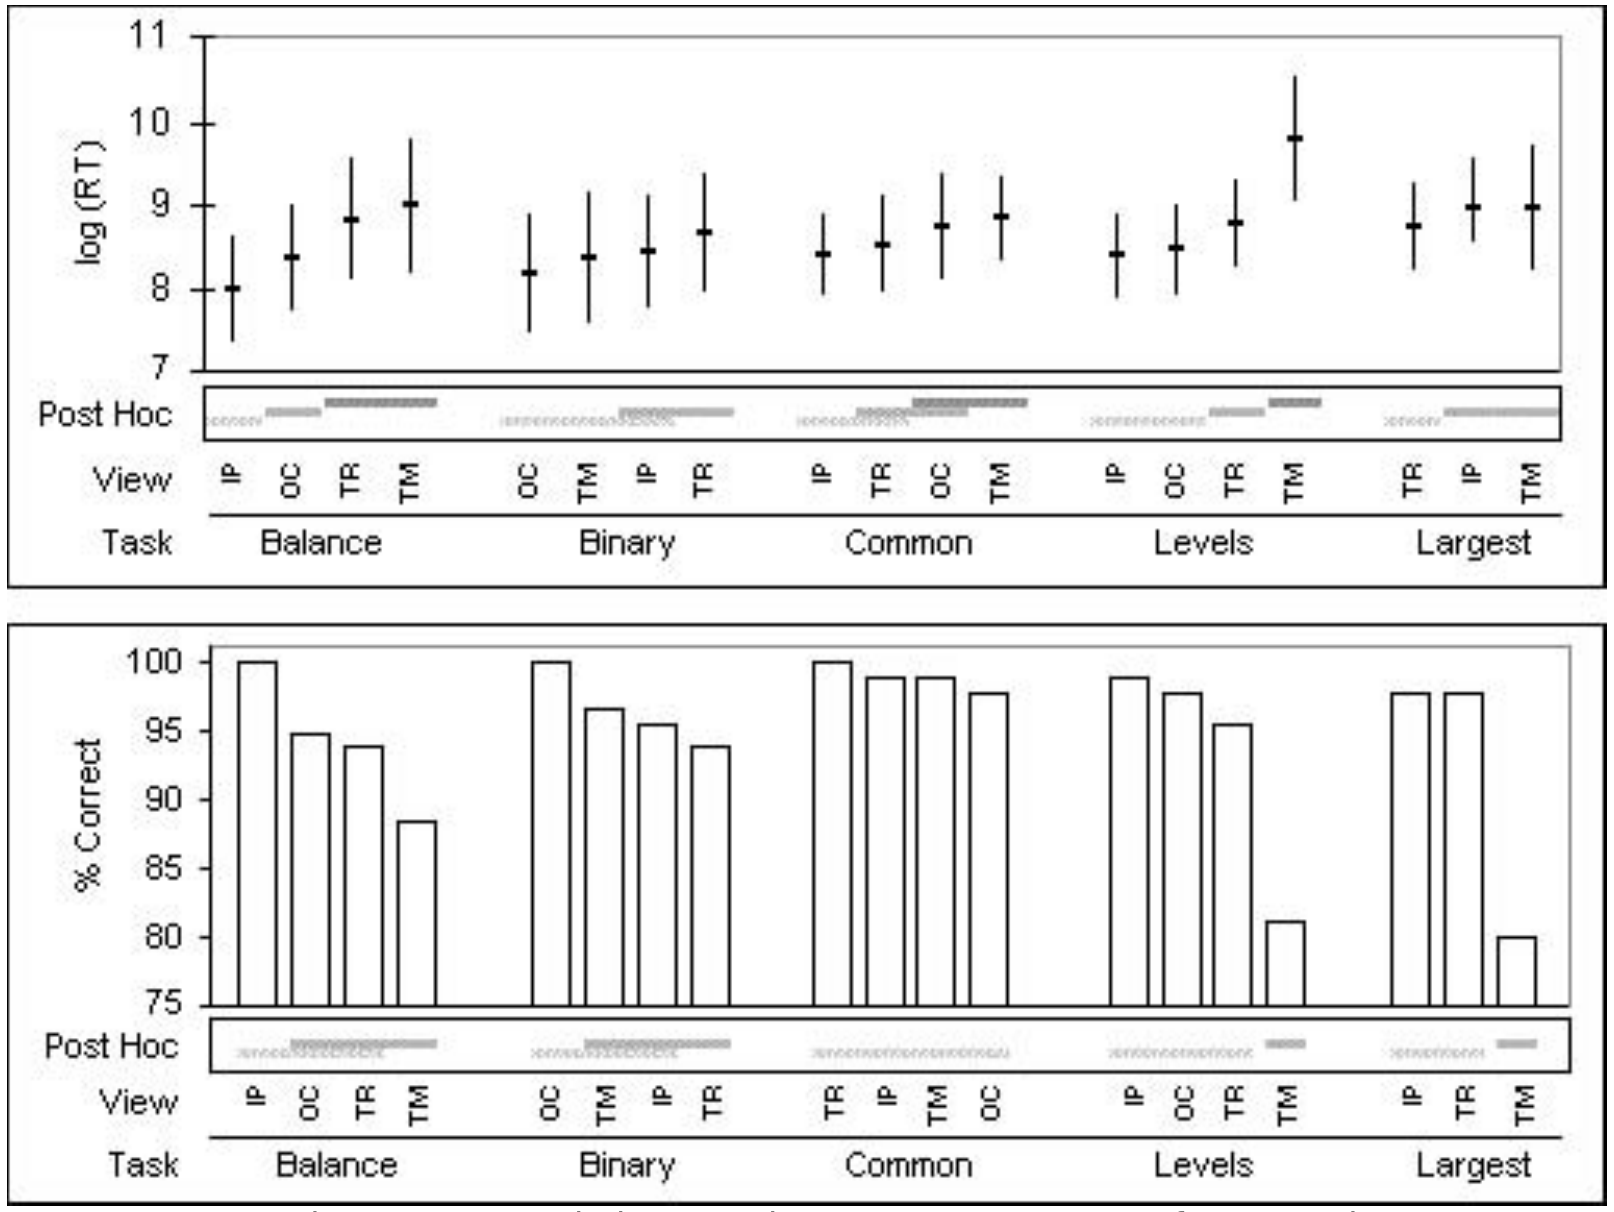 11
10
9
8
7
log (RT)
Post Hoc
View IP OC TR TM OC TM IP TR IP TR OC TM IP OC TR TM TR IP TM
Task Balance Binary Common Levels Largest
100
95
90
85
80
75
% Correct
Post Hoc
View IP OC TR TM OC TM IP TR TR IP TM OC IP OC TR TM IP TR TM
Task Balance Binary Common Levels Largest